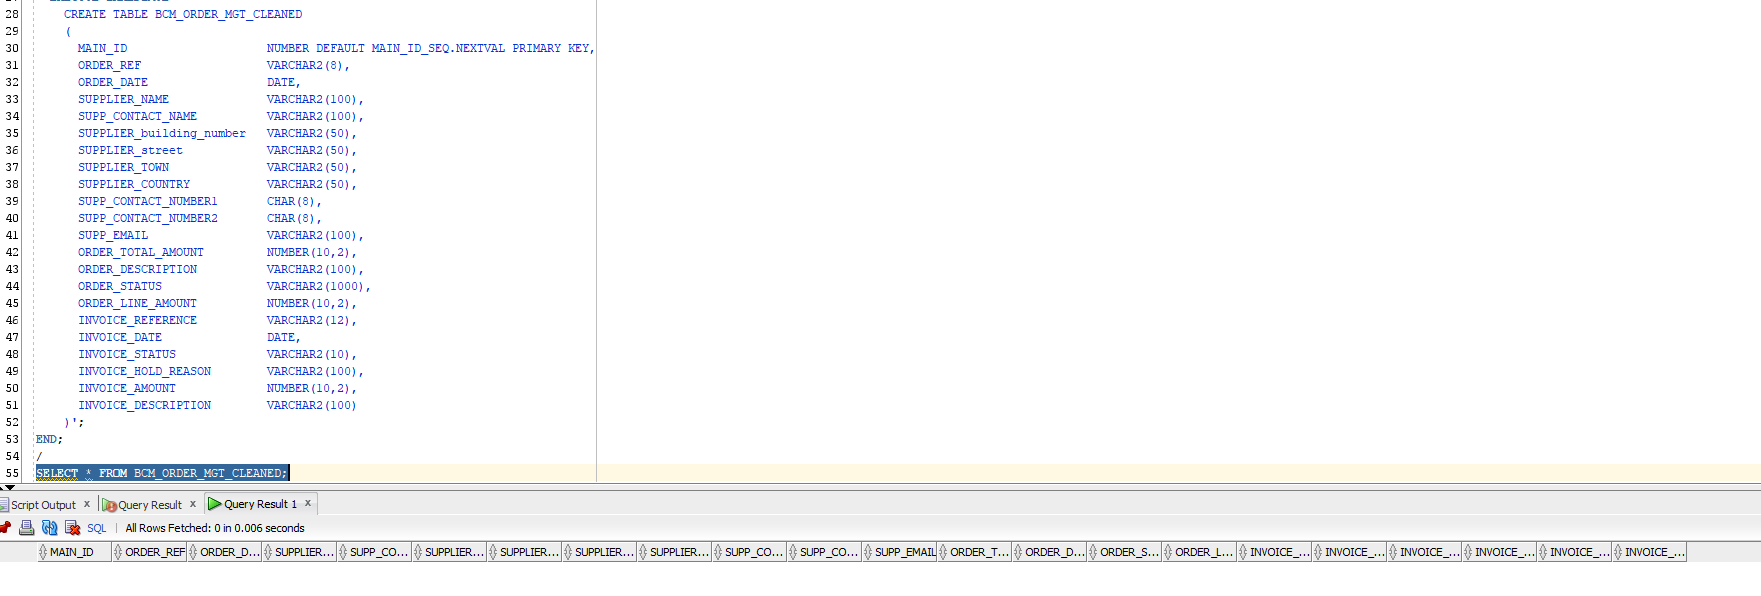 28 CREATE TABLE BCM_ORDER_MGT_CLEANED
29 (
30 MAIN_ID NUMBER DEFAULT MAIN_ID_SEQ.NEXTVAL PRIMARY KEY,
31 ORDER_REF VARCHAR2(8),
32 ORDER_DATE DATE,
33 SUPPLIER_NAME VARCHAR2(100),
34 SUPP_CONTACT_NAME VARCHAR2(100),
35 SUPPLIER_building_number VARCHAR2(50),
36 SUPPLIER_street VARCHAR2(50),
37 SUPPLIER_TOWN VARCHAR2(50),
38 SUPPLIER_COUNTRY VARCHAR2(50),
39 SUPP_CONTACT_NUMBER1 CHAR(8),
40 SUPP_CONTACT_NUMBER2 CHAR(8),
41 SUPP_EMAIL VARCHAR2(100),
42 ORDER_TOTAL_AMOUNT NUMBER(10,2),
43 ORDER_DESCRIPTION VARCHAR2(100),
44 ORDER_STATUS VARCHAR2(1000),
45 ORDER_LINE_AMOUNT NUMBER(10,2),
46 INVOICE_REFERENCE VARCHAR2(12),
47 INVOICE_DATE DATE,
48 INVOICE_STATUS VARCHAR2(10),
49 INVOICE_HOLD_REASON VARCHAR2(100),
50 INVOICE_AMOUNT NUMBER(10,2),
51 INVOICE_DESCRIPTION VARCHAR2(100)
52 )';
53 END;
54 /
55 SELECT * FROM BCM_ORDER_MGT_CLEANED;
Script Output x Query Result x Query Result 1 x
SQL | All Rows Fetched: 0 in 0.006 seconds
MAIN_ID ORDER_REF ORDER_D... SUPPLIER... SUPP_CO... SUPPLIER... SUPPLIER... SUPPLIER... SUPPLIER... SUPP_CO... SUPP_CO... SUPP_EMAIL ORDER_T... ORDER_D... ORDER_S... ORDER_L... INVOICE_... INVOICE_... INVOICE_... INVOICE_... INVOICE_... INVOICE_...